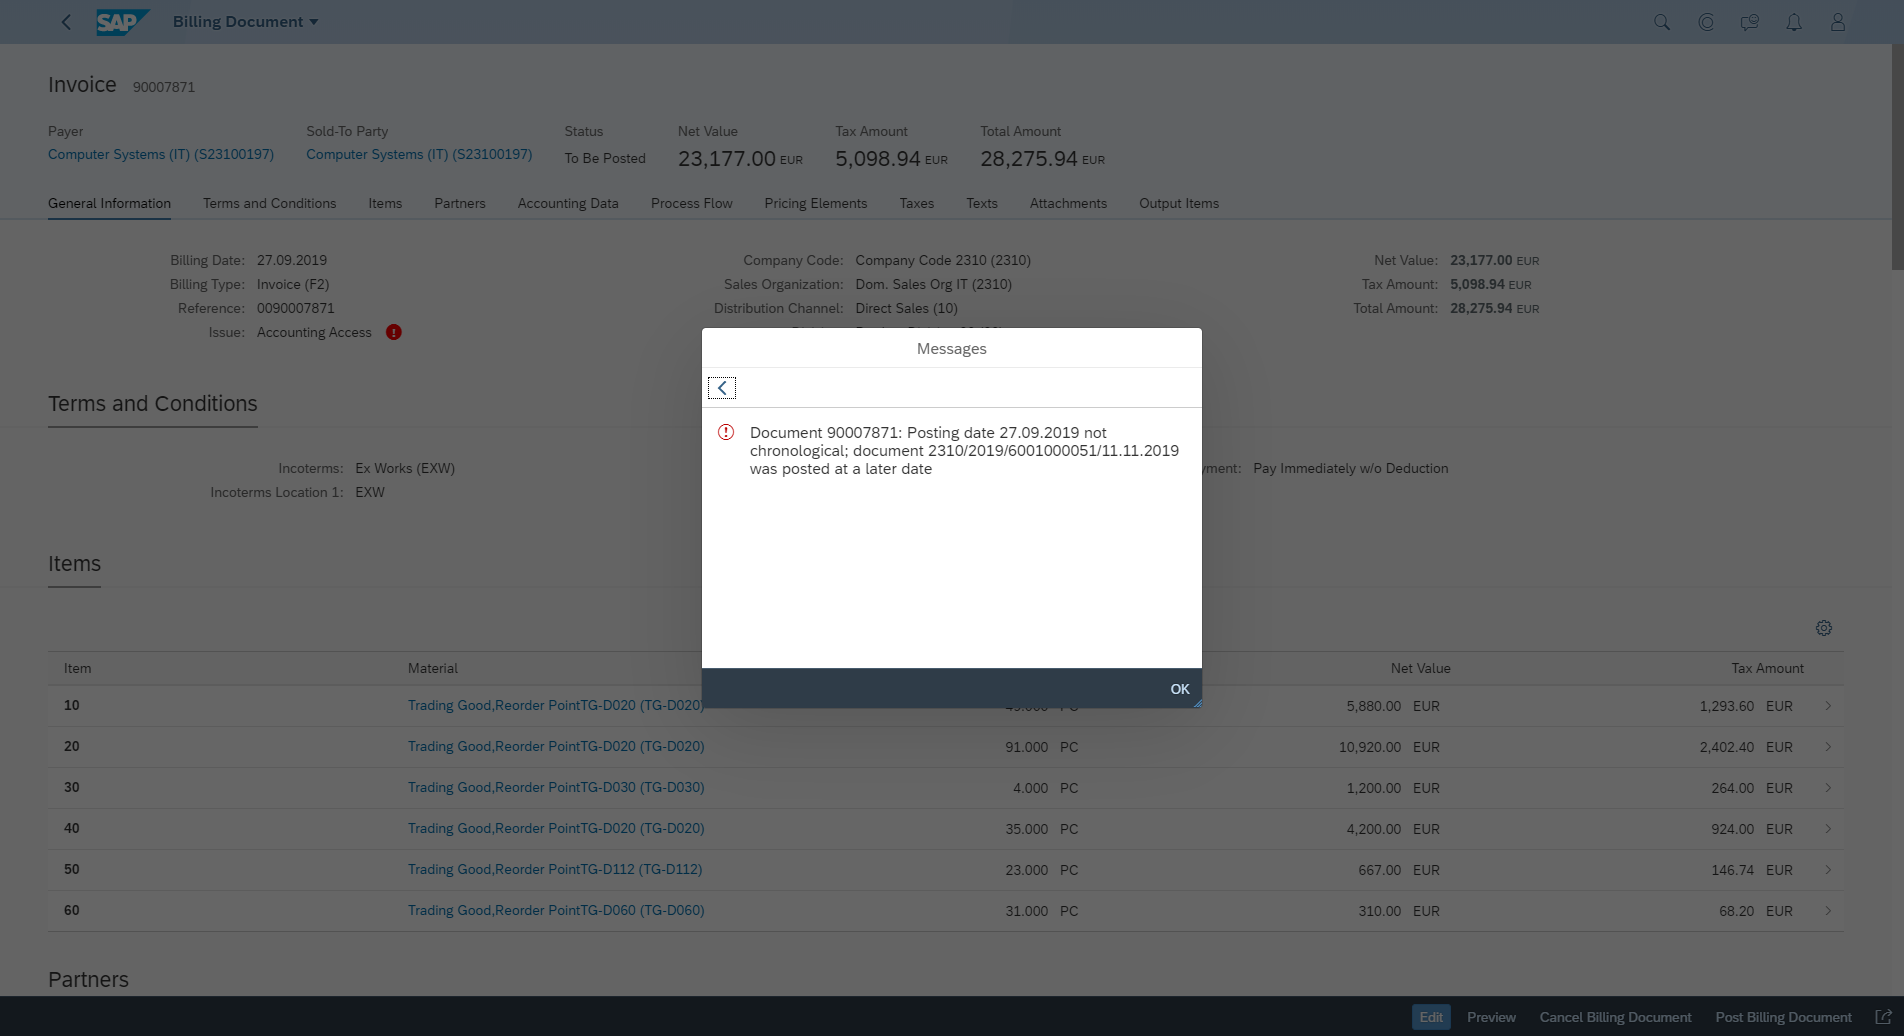 SAP Billing Document
Invoice 90007871
Payer Sold-To Party Status Net Value Tax Amount Total Amount
Computer Systems (IT) (S23100197) Computer Systems (IT) (S23100197) To Be Posted 23,177.00 EUR 5,098.94 EUR 28,275.94 EUR
General Information Terms and Conditions Items Partners Accounting Data Process Flow Pricing Elements Taxes Texts Attachments Output Items
Billing Date: 27.09.2019 Company Code: Company Code 2310 (2310) Net Value: 23,177.00 EUR
Billing Type: Invoice (F2) Sales Organization: Dom. Sales Org IT (2310) Tax Amount: 5,098.94 EUR
Reference: 0090007871 Distribution Channel: Direct Sales (10) Total Amount: 28,275.94 EUR
Issue: Accounting Access
Messages
Document 90007871: Posting date 27.09.2019 not
chronological; document 2310/2019/6001000051/11.11.2019
was posted at a later date
OK
Terms and Conditions
Incoterms: Ex Works (EXW) Pay Immediately w/o Deduction
Incoterms Location 1: EXW
Items
Item Material Net Value Tax Amount
10 Trading Good,Reorder PointTG-D020 (TG-D020) 5,880.00 EUR 1,293.60 EUR
20 Trading Good,Reorder PointTG-D020 (TG-D020) 91.000 PC 10,920.00 EUR 2,402.40 EUR
30 Trading Good,Reorder PointTG-D030 (TG-D030) 4.000 PC 1,200.00 EUR 264.00 EUR
40 Trading Good,Reorder PointTG-D020 (TG-D020) 35.000 PC 4,200.00 EUR 924.00 EUR
50 Trading Good,Reorder PointTG-D112 (TG-D112) 23.000 PC 667.00 EUR 146.74 EUR
60 Trading Good,Reorder PointTG-D060 (TG-D060) 31.000 PC 310.00 EUR 68.20 EUR
Partners
Edit Preview Cancel Billing Document Post Billing Document